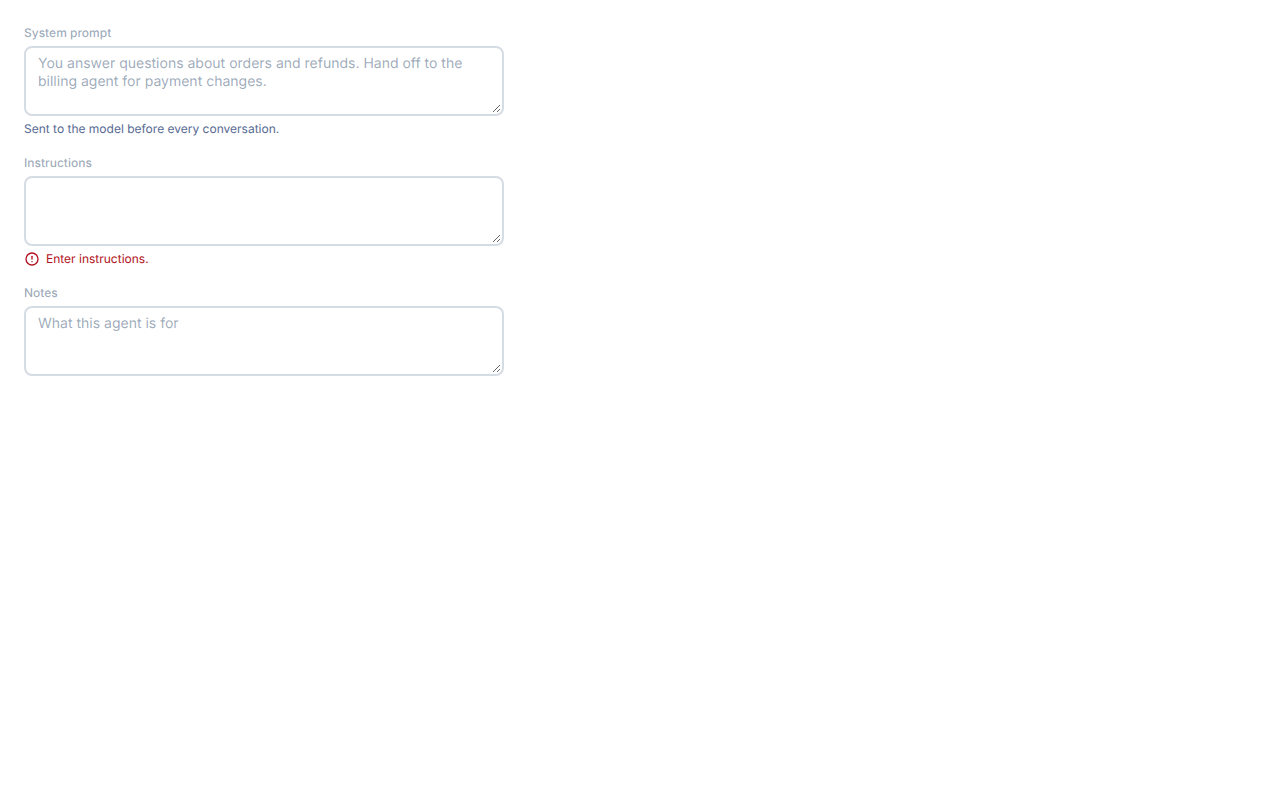 System prompt
You answer questions about orders and refunds. Hand off to the
billing agent for payment changes.
Sent to the model before every conversation.
Instructions
Enter instructions.
Notes
What this agent is for